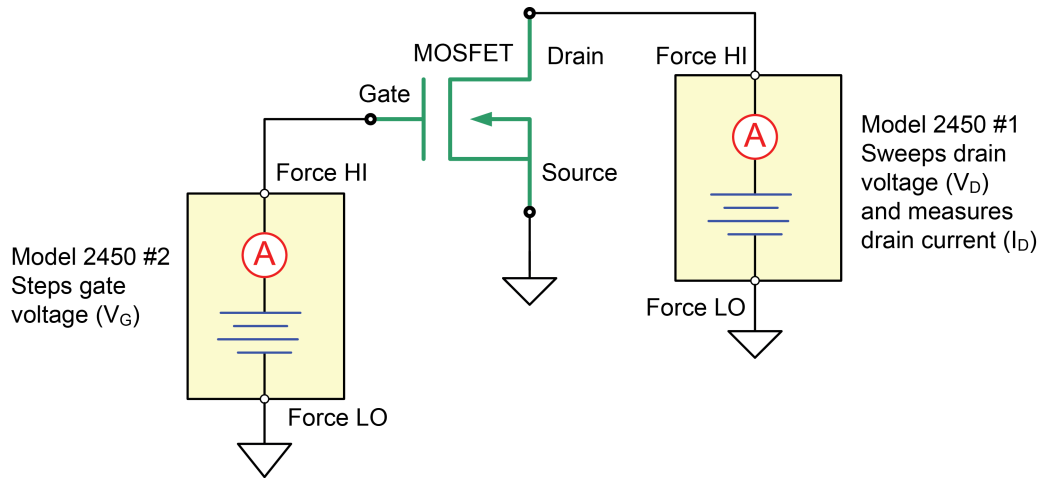 MOSFET
Drain
Gate
Source
Force HI
A
Force LO
Model 2450 #2
Steps gate
voltage (VG)
Force HI
A
Force LO
Model 2450 #1
Sweeps drain
voltage (VD)
and measures
drain current (ID)